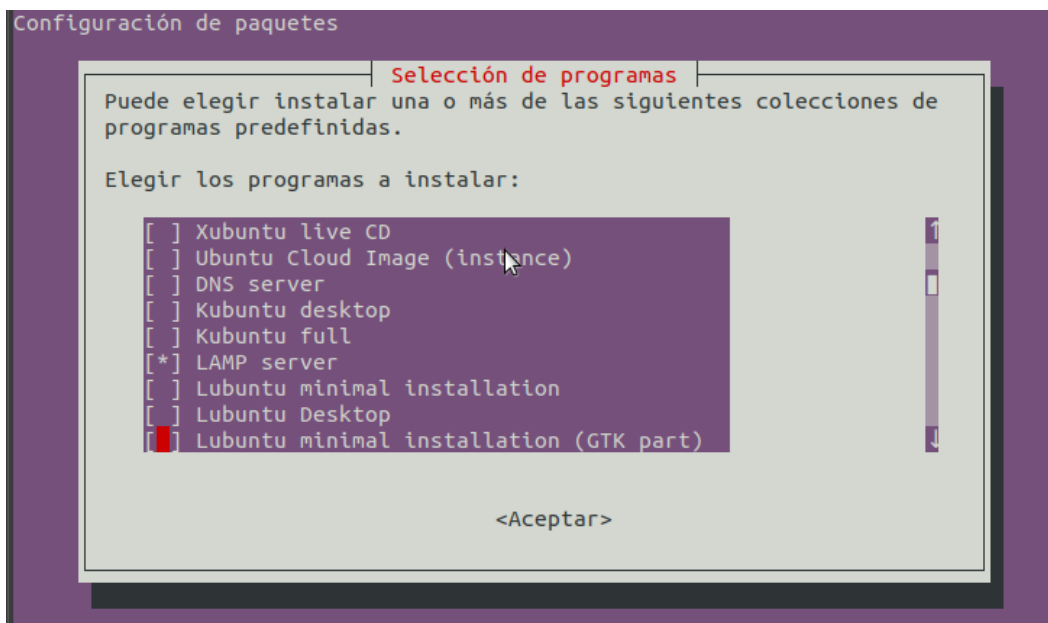 Configuración de paquetes
Selección de programas
Puede elegir instalar una o más de las siguientes colecciones de
programas predefinidas.
Elegir los programas a instalar:
[ ] Xubuntu live CD
[ ] Ubuntu Cloud Image (instance)
[ ] DNS server
[ ] Kubuntu desktop
[ ] Kubuntu full
[*] LAMP server
[ ] Lubuntu minimal installation
[ ] Lubuntu Desktop
[ ] Lubuntu minimal installation (GTK part)
<Aceptar>